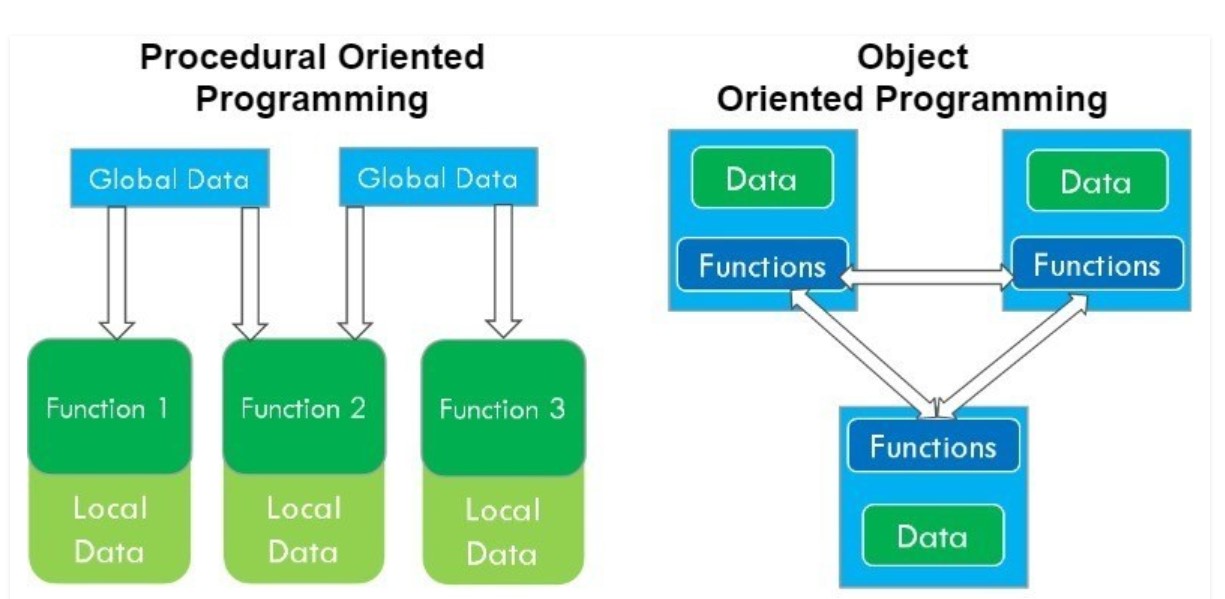 Procedural Oriented
Programming
Global Data
Global Data
Function 1
Function 2
Function 3
Local
Data
Local
Data
Local
Data
Object
Oriented Programming
Data
Data
Functions
Functions
Functions
Data